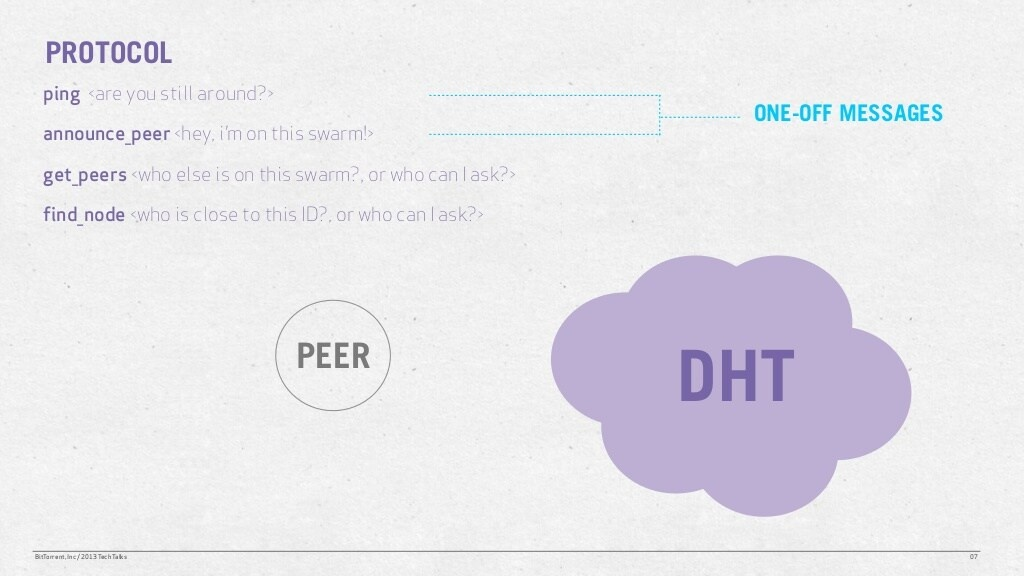 PROTOCOL
ping <are you still around?>
announce_peer <hey, i'm on this swarm!>
get_peers <who else is on this swarm?, or who can I ask?>
find_node <who is close to this ID?, or who can I ask?>
ONE-OFF MESSAGES
PEER
DHT
BitTorrent, Inc / 2013 Tech Talks
07